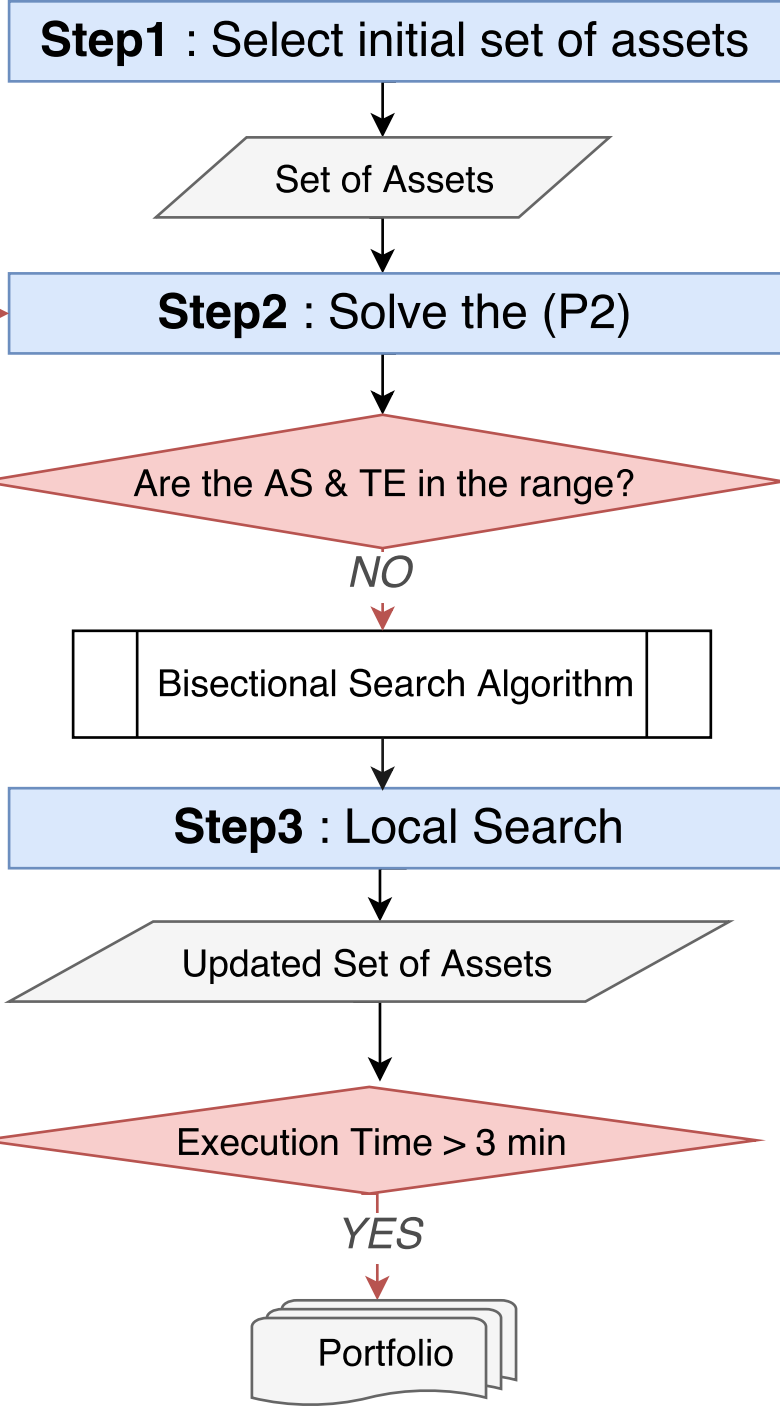 Step1 : Select initial set of assets
Set of Assets
Step2 : Solve the (P2)
Are the AS & TE in the range?
NO
Bisectional Search Algorithm
Step3 : Local Search
Updated Set of Assets
Execution Time > 3 min
YES
Portfolio